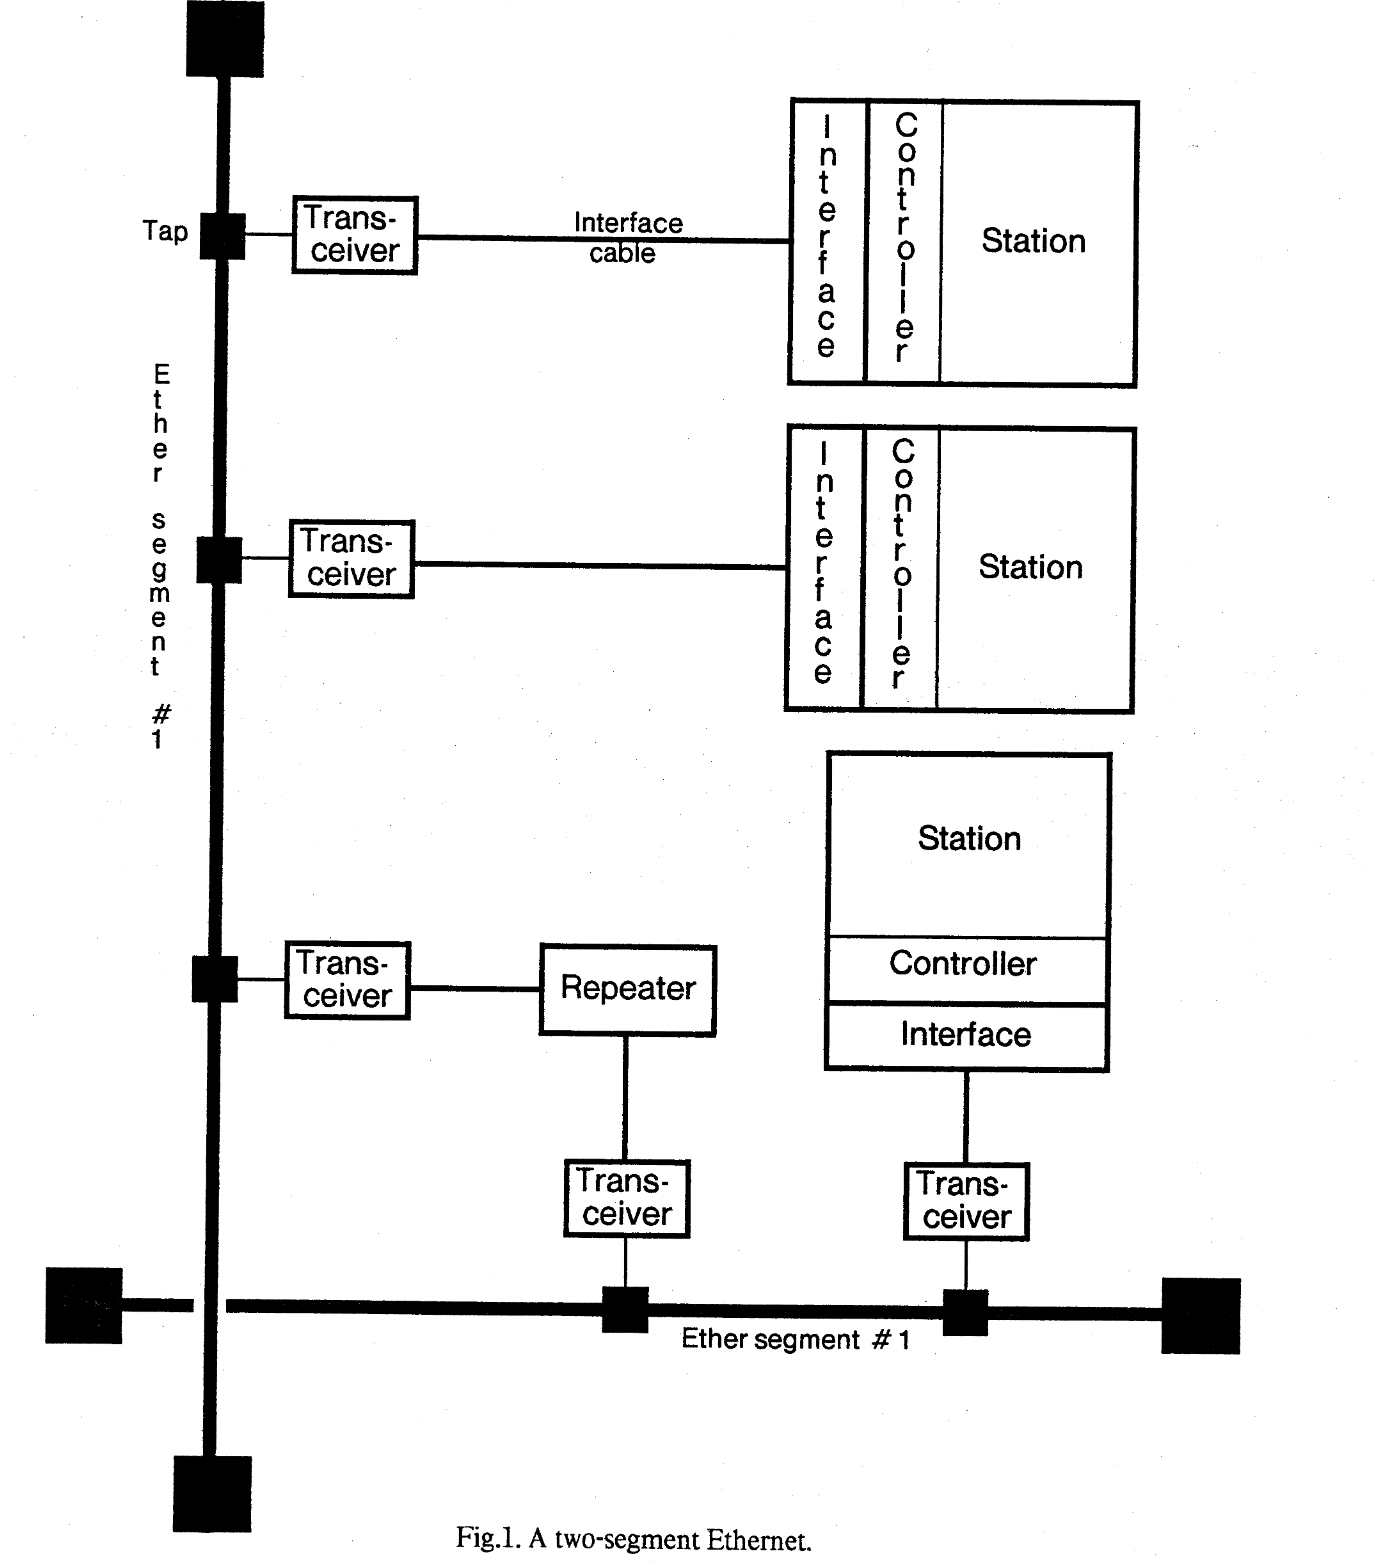 Tap
Trans-
ceiver
Interface
cable
Interface
Controller
Station
Ether segment #1
Trans-
ceiver
Interface
Controller
Station
Station
Controller
Interface
Trans-
ceiver
Repeater
Trans-
ceiver
Trans-
ceiver
Ether segment #1
Fig.1. A two-segment Ethernet.